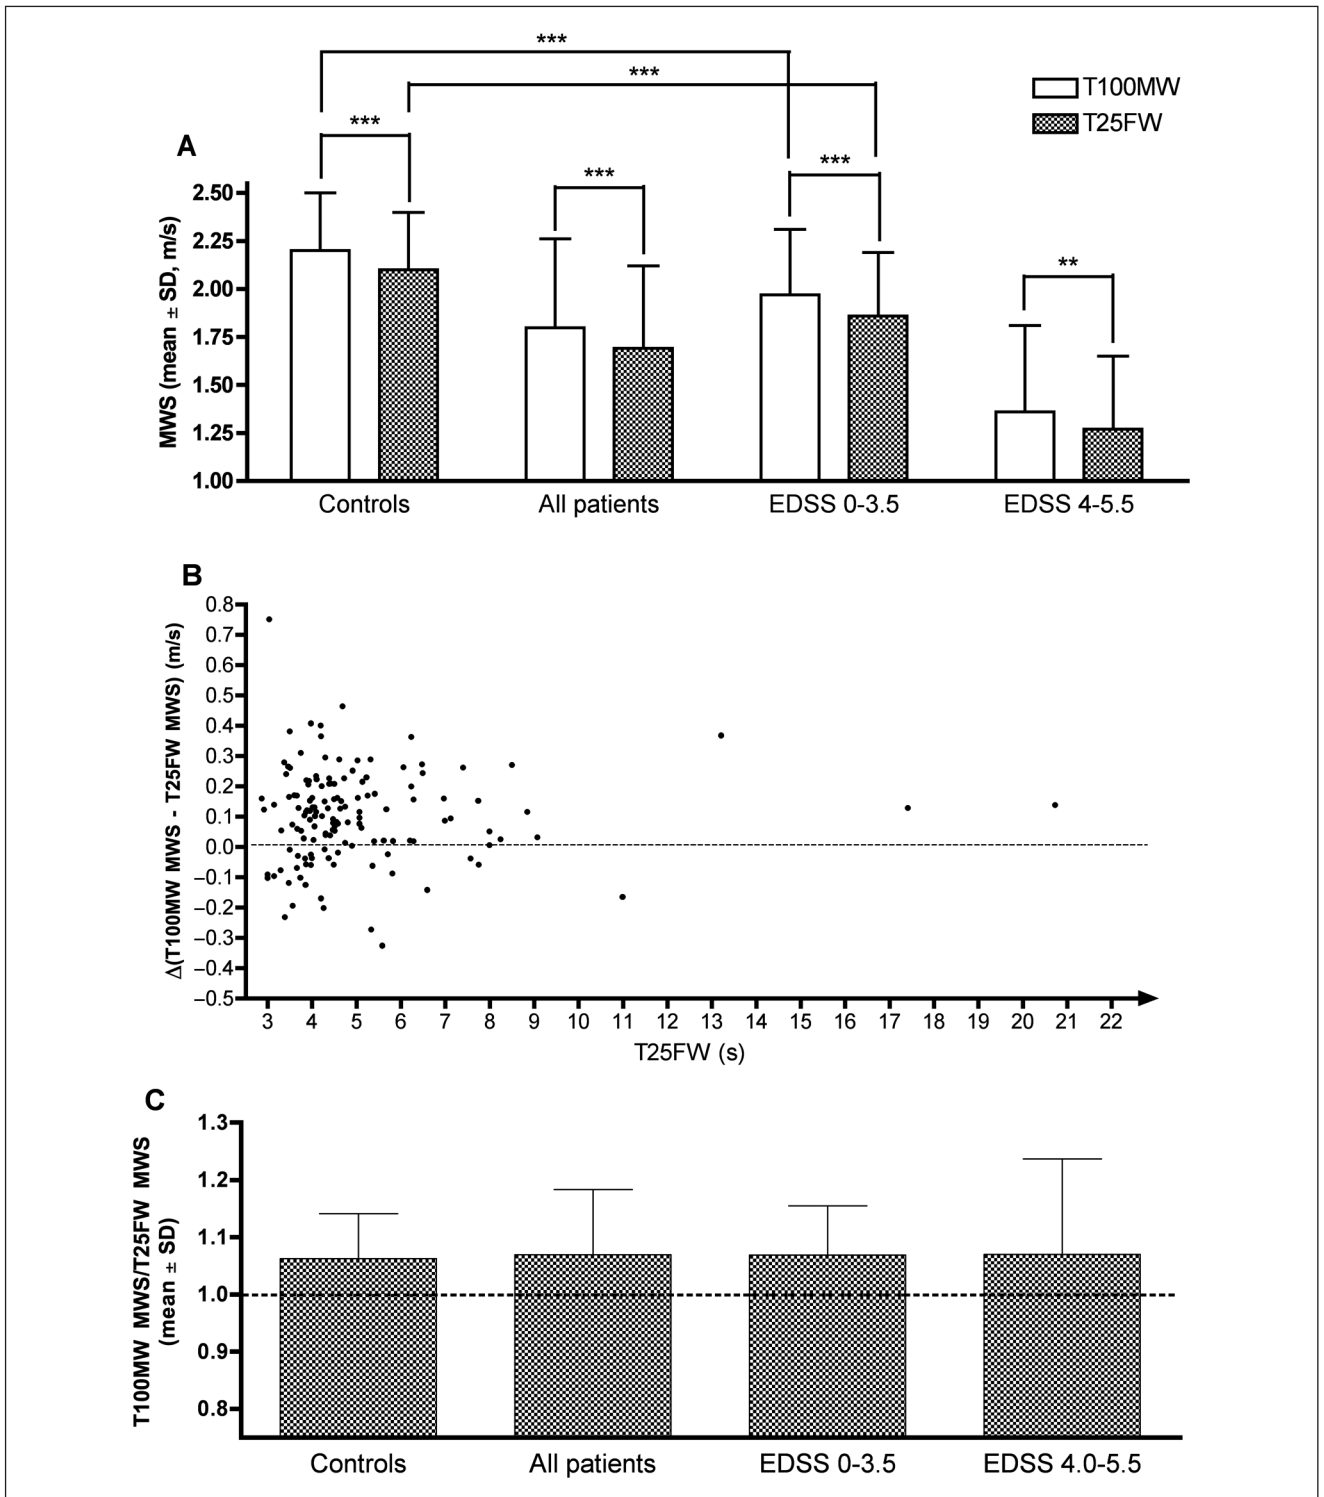 ***
***
T100MW
T25FW
***
A
***
***
**
MWS (mean ± SD, m/s)
2.50
2.25
2.00
1.75
1.50
1.25
1.00
Controls
All patients
EDSS 0-3.5
EDSS 4-5.5
B
Δ(T100MW MWS - T25FW MWS) (m/s)
0.8
0.7
0.6
0.5
0.4
0.3
0.2
0.1
0.0
–0.1
–0.2
–0.3
–0.4
–0.5
3 4 5 6 7 8 9 10 11 12 13 14 15 16 17 18 19 20 21 22
T25FW (s)
C
T100MW MWS/T25FW MWS
(mean ± SD)
1.3
1.2
1.1
1.0
0.9
0.8
Controls
All patients
EDSS 0-3.5
EDSS 4.0-5.5